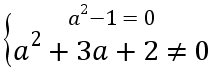 a²−1 = 0
a² + 3a + 2 ≠ 0